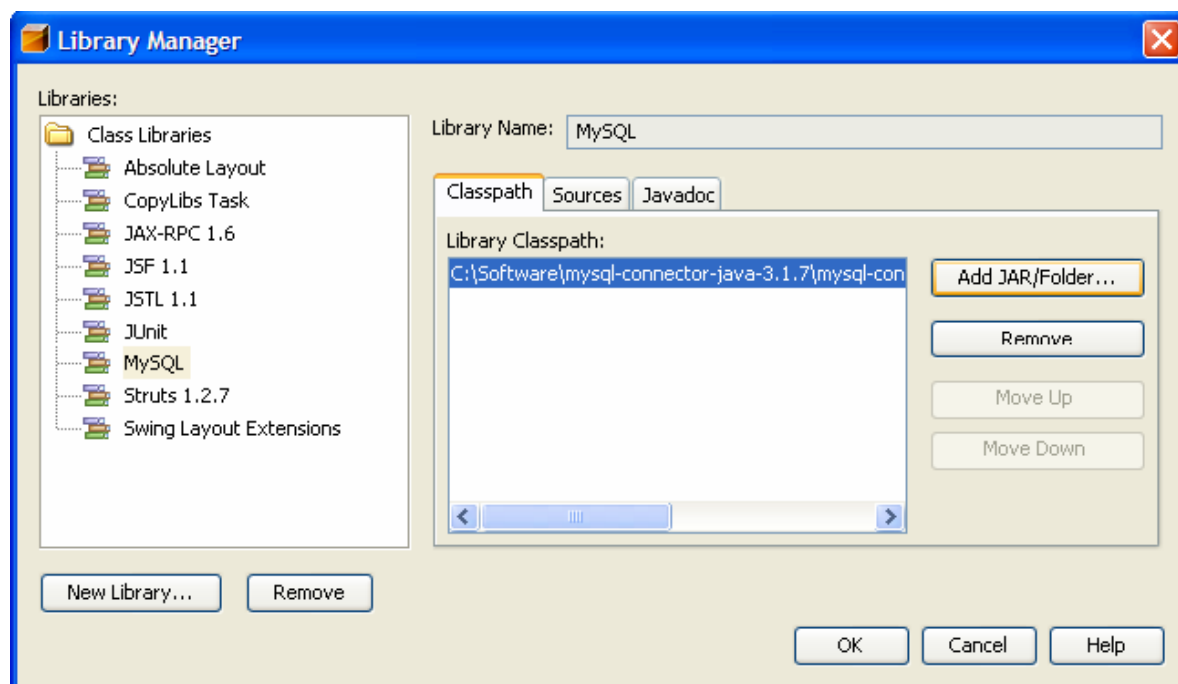 Library Manager
Libraries:
Class Libraries
Absolute Layout
CopyLibs Task
JAX-RPC 1.6
JSF 1.1
JSTL 1.1
JUnit
MySQL
Struts 1.2.7
Swing Layout Extensions
New Library...
Remove
Library Name: MySQL
Classpath Sources Javadoc
Library Classpath:
C:\Software\mysql-connector-java-3.1.7\mysql-con
Add JAR/Folder...
Remove
Move Up
Move Down
OK Cancel Help